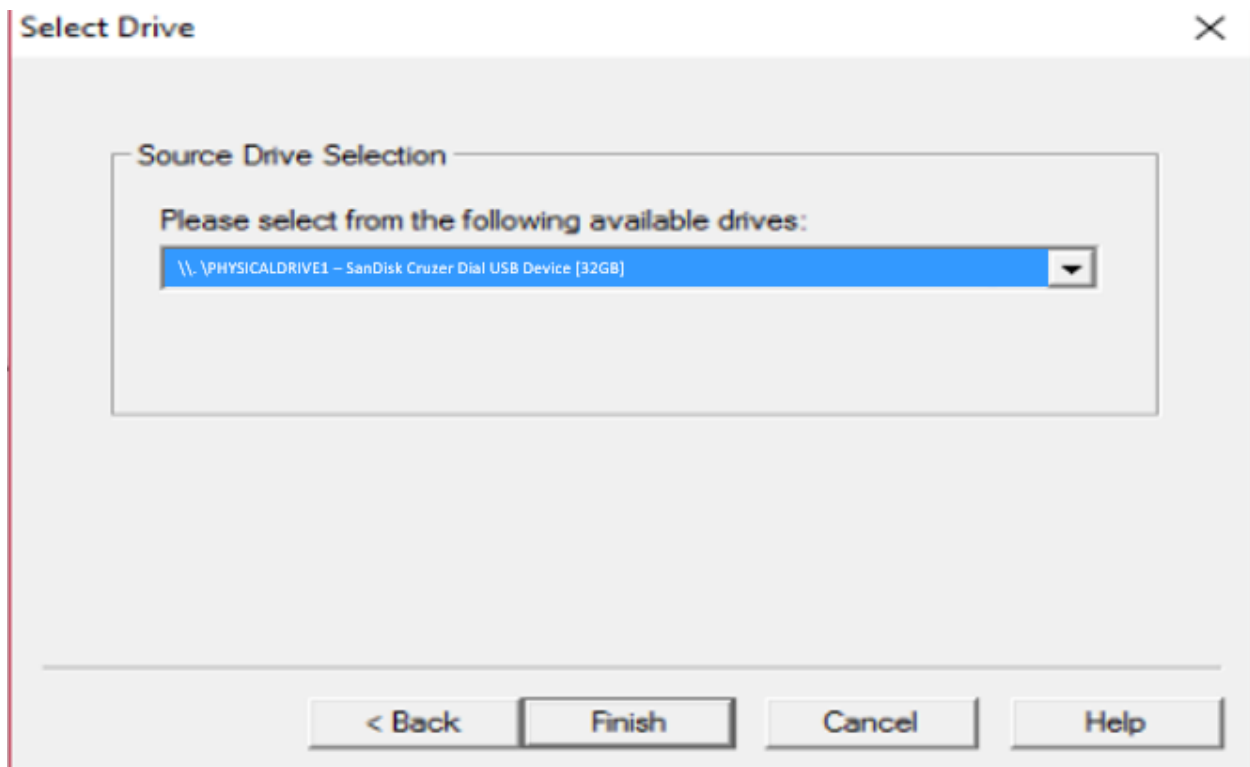 Select Drive
Source Drive Selection
Please select from the following available drives:
\\. \PHYSICALDRIVE1 – SanDisk Cruzer Dial USB Device [32GB]
< Back
Finish
Cancel
Help